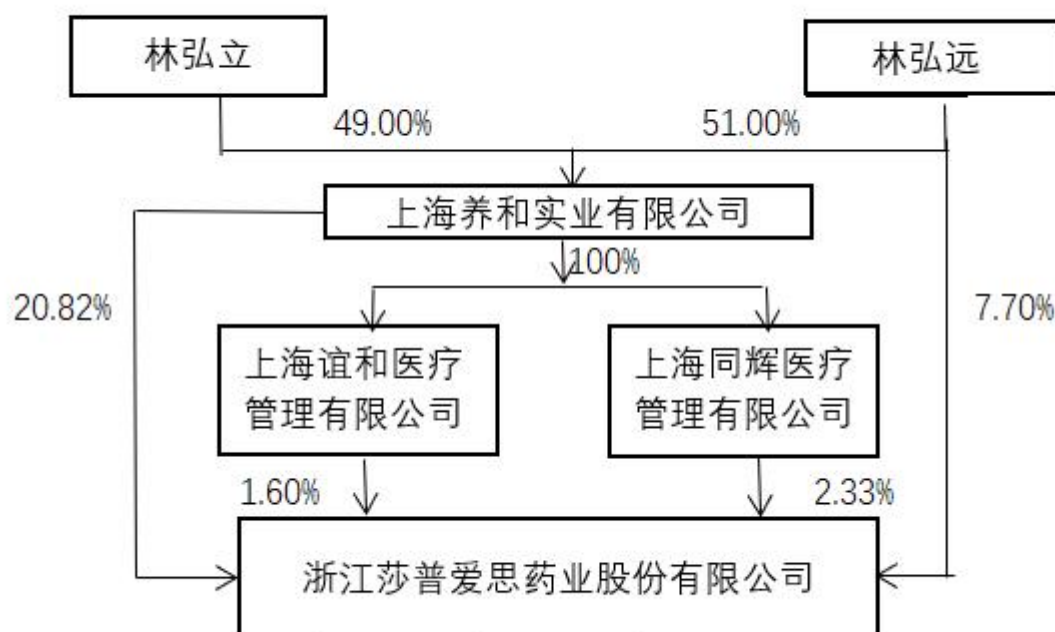 林弘立
林弘远
49.00%
51.00%
上海养和实业有限公司
100%
20.82%
7.70%
上海谊和医疗
管理有限公司
上海同辉医疗
管理有限公司
1.60%
2.33%
浙江莎普爱思药业股份有限公司